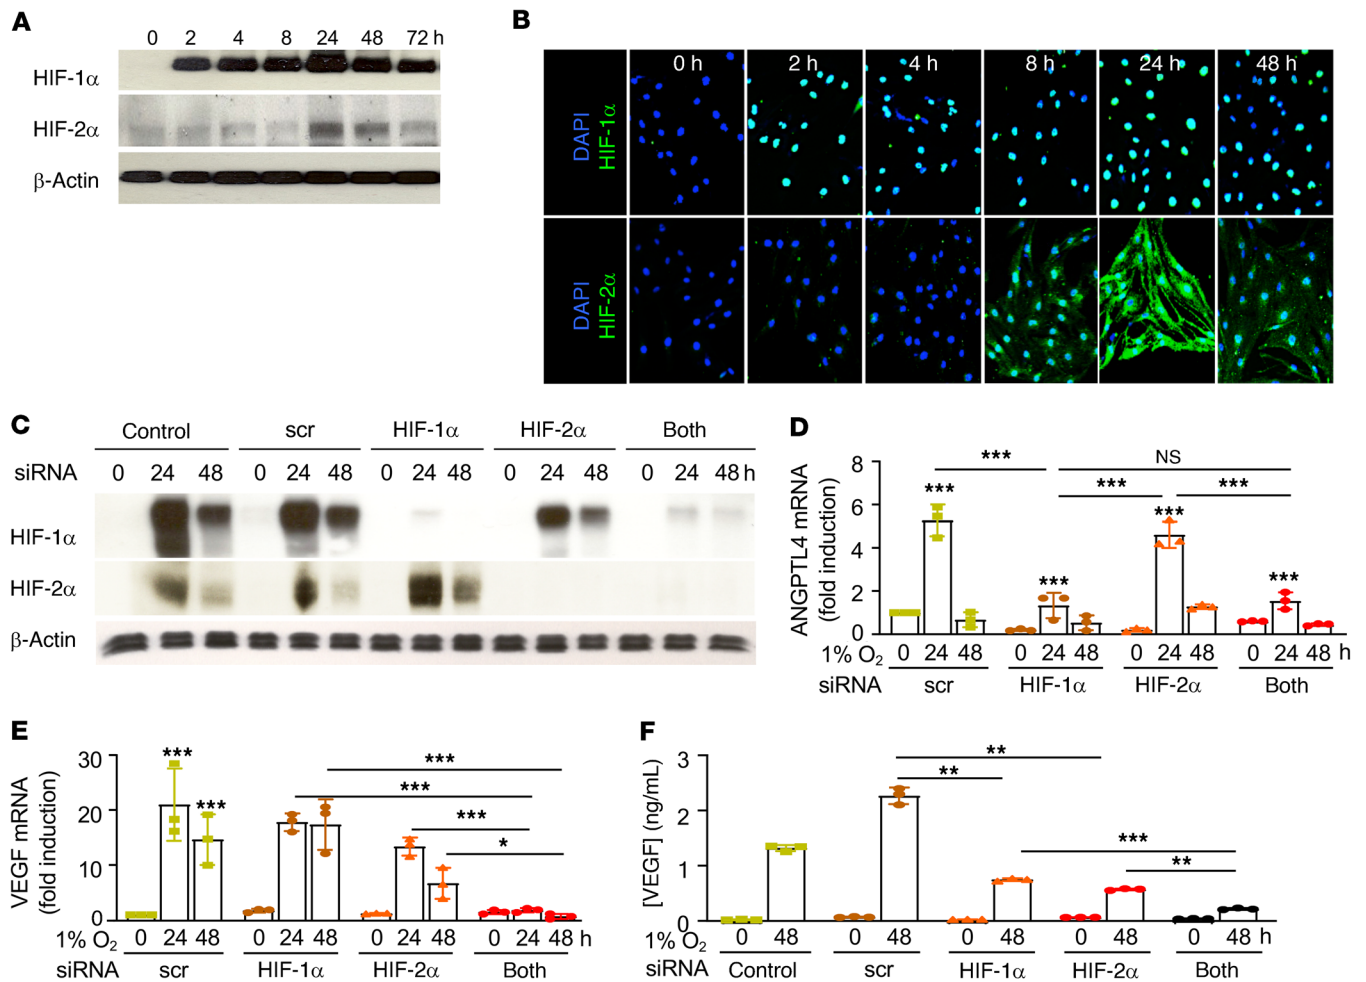 A
0 2 4 8 24 48 72 h
HIF-1α
HIF-2α
β-Actin
B
0 h 2 h 4 h 8 h 24 h 48 h
DAPI
HIF-1α
DAPI
HIF-2α
C
Control scr HIF-1α HIF-2α Both
siRNA 0 24 48 0 24 48 0 24 48 0 24 48 0 24 48 h
HIF-1α
HIF-2α
β-Actin
D
ANGPTL4 mRNA
(fold induction)
8
6
4
2
0
*** NS
*** ***
*** *** *** ***
0 24 48 0 24 48 0 24 48 0 24 48 h
1% O2
siRNA scr HIF-1α HIF-2α Both
E
VEGF mRNA
(fold induction)
30
20
10
0
*** ***
***
***
***
*
1% O2 0 24 48 0 24 48 0 24 48 0 24 48 h
siRNA scr HIF-1α HIF-2α Both
F
[VEGF] (ng/mL)
3
2
1
0
**
**
***
**
1% O2 0 48 0 48 0 48 0 48 0 48 h
siRNA Control scr HIF-1α HIF-2α Both